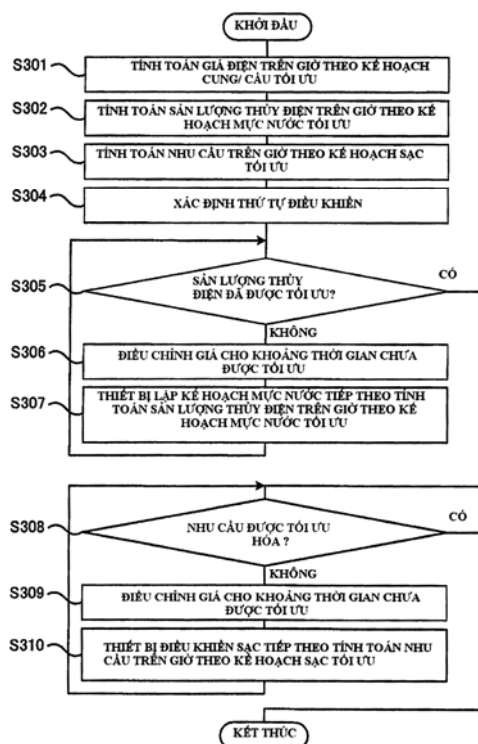 KHỞI ĐẦU
S301
TÍNH TOÁN GIÁ ĐIỆN TRÊN GIỜ THEO KẾ HOẠCH
CUNG/ CẦU TỐI ƯU
S302
TÍNH TOÁN SẢN LƯỢNG THỦY ĐIỆN TRÊN GIỜ THEO KẾ
HOẠCH MỰC NƯỚC TỐI ƯU
S303
TÍNH TOÁN NHU CẦU TRÊN GIỜ THEO KẾ HOẠCH SẠC
TỐI ƯU
S304
XÁC ĐỊNH THỨ TỰ ĐIỀU KHIỂN
S305
SẢN LƯỢNG THỦY
ĐIỆN ĐÃ ĐƯỢC TỐI ƯU?
CÓ
KHÔNG
S306
ĐIỀU CHỈNH GIÁ CHO KHOẢNG THỜI GIAN CHƯA
ĐƯỢC TỐI ƯU
S307
THIẾT BỊ LẬP KẾ HOẠCH MỰC NƯỚC TIẾP THEO TÍNH
TOÁN SẢN LƯỢNG THỦY ĐIỆN TRÊN GIỜ THEO KẾ
HOẠCH MỰC NƯỚC TỐI ƯU
S308
NHU CẦU ĐƯỢC TỐI ƯU
HÓA ?
CÓ
KHÔNG
S309
ĐIỀU CHỈNH GIÁ CHO KHOẢNG THỜI GIAN CHƯA
ĐƯỢC TỐI ƯU
S310
THIẾT BỊ ĐIỀU KHIỂN SẠC TIẾP THEO TÍNH TOÁN NHU
CẦU TRÊN GIỜ THEO KẾ HOẠCH SẠC TỐI ƯU
KẾT THÚC